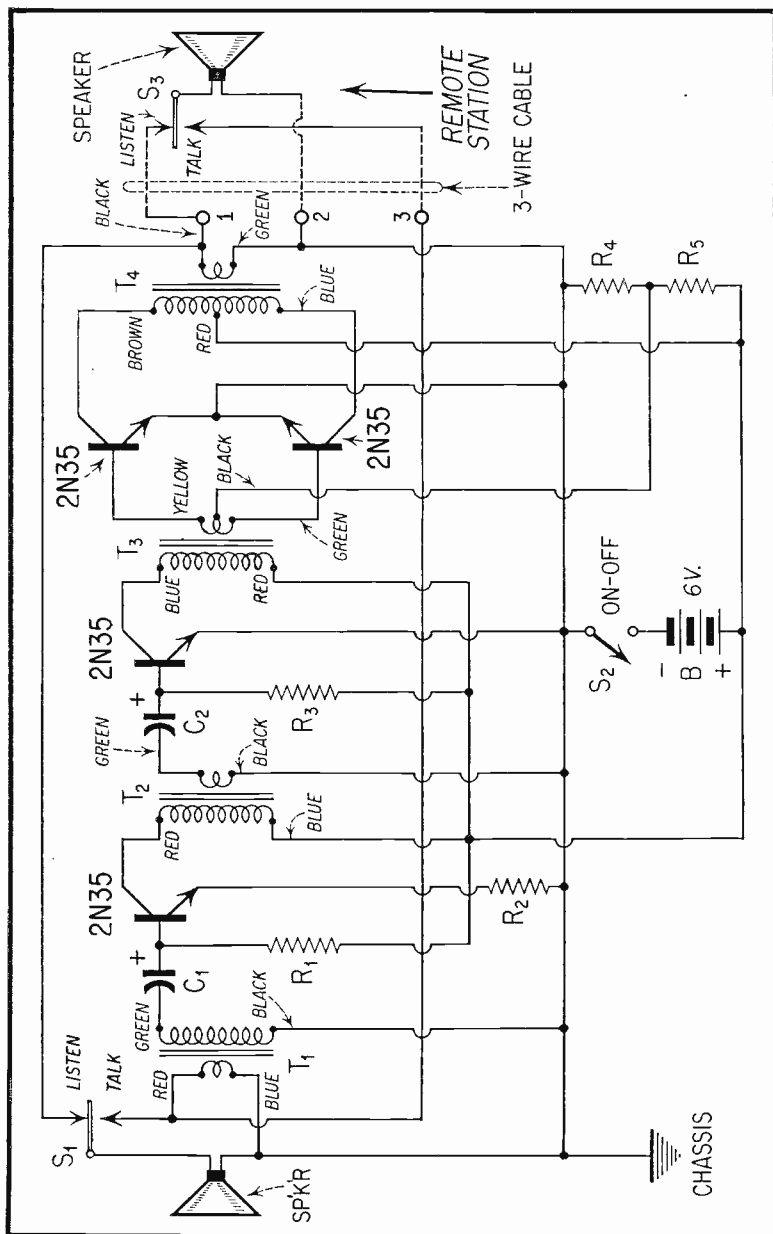 S1
LISTEN
TALK
SP'KR
RED
BLUE
T1
GREEN
BLACK
+
C1
R1
2N35
R2
RED
BLUE
T2
GREEN
BLACK
+
C2
R3
2N35
BLUE
RED
T3
YELLOW
BLACK
GREEN
2N35
2N35
BROWN
RED
BLUE
T4
BLACK
GREEN
1
2
3
LISTEN
TALK
S3
SPEAKER
REMOTE
STATION
3-WIRE CABLE
R4
R5
S2
ON-OFF
-
B
6V.
+
CHASSIS